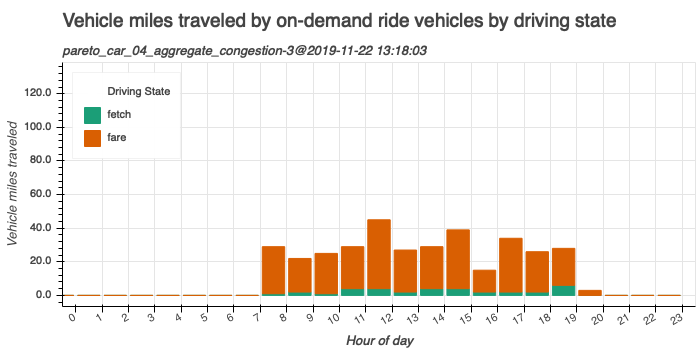 Vehicle miles traveled by on-demand ride vehicles by driving state
pareto_car_04_aggregate_congestion-3@2019-11-22 13:18:03
Driving State
fetch
fare
Vehicle miles traveled
120.0
100.0
80.0
60.0
40.0
20.0
0.0
0 1 2 3 4 5 6 7 8 9 10 11 12 13 14 15 16 17 18 19 20 21 22 23
Hour of day